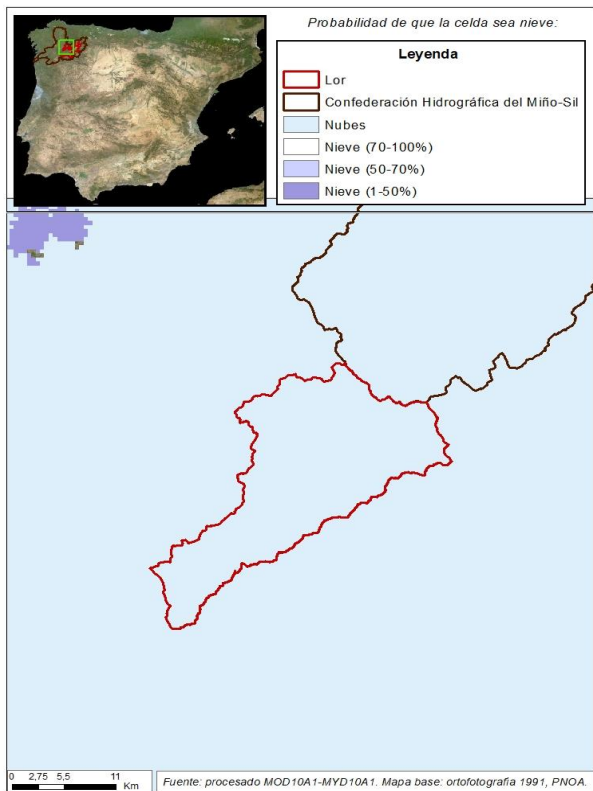 Probabilidad de que la celda sea nieve:
Leyenda
Lor
Confederación Hidrográfica del Miño-Sil
Nubes
Nieve (70-100%)
Nieve (50-70%)
Nieve (1-50%)
0 2,75 5,5 11
Km
Fuente: procesado MOD10A1-MYD10A1. Mapa base: ortofotografía 1991, PNOA.